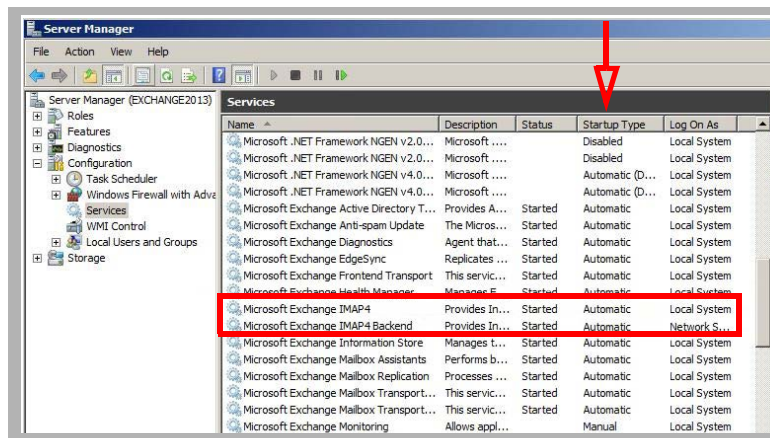 Server Manager
File Action View Help
Server Manager (EXCHANGE2013)
Roles
Features
Diagnostics
Configuration
Task Scheduler
Windows Firewall with Adva
Services
WMI Control
Local Users and Groups
Storage
Services
Name Description Status Startup Type Log On As
Microsoft .NET Framework NGEN v2.0... Microsoft .... Disabled Local System
Microsoft .NET Framework NGEN v2.0... Microsoft .... Disabled Local System
Microsoft .NET Framework NGEN v4.0... Microsoft .... Automatic (D... Local System
Microsoft .NET Framework NGEN v4.0... Microsoft .... Automatic (D... Local System
Microsoft Exchange Active Directory T... Provides A... Started Automatic Local System
Microsoft Exchange Anti-spam Update The Micros... Started Automatic Local System
Microsoft Exchange Diagnostics Agent that... Started Automatic Local System
Microsoft Exchange EdgeSync Replicates ... Started Automatic Local System
Microsoft Exchange Frontend Transport This servic... Started Automatic Local System
Microsoft Exchange Health Manager Manages E... Started Automatic Local System
Microsoft Exchange IMAP4 Provides In... Started Automatic Local System
Microsoft Exchange IMAP4 Backend Provides In... Started Automatic Network S...
Microsoft Exchange Information Store Manages t... Started Automatic Local System
Microsoft Exchange Mailbox Assistants Performs b... Started Automatic Local System
Microsoft Exchange Mailbox Replication Processes ... Started Automatic Local System
Microsoft Exchange Mailbox Transport... This servic... Started Automatic Local System
Microsoft Exchange Mailbox Transport... This servic... Started Automatic Local System
Microsoft Exchange Monitoring Allows appl... Manual Local System